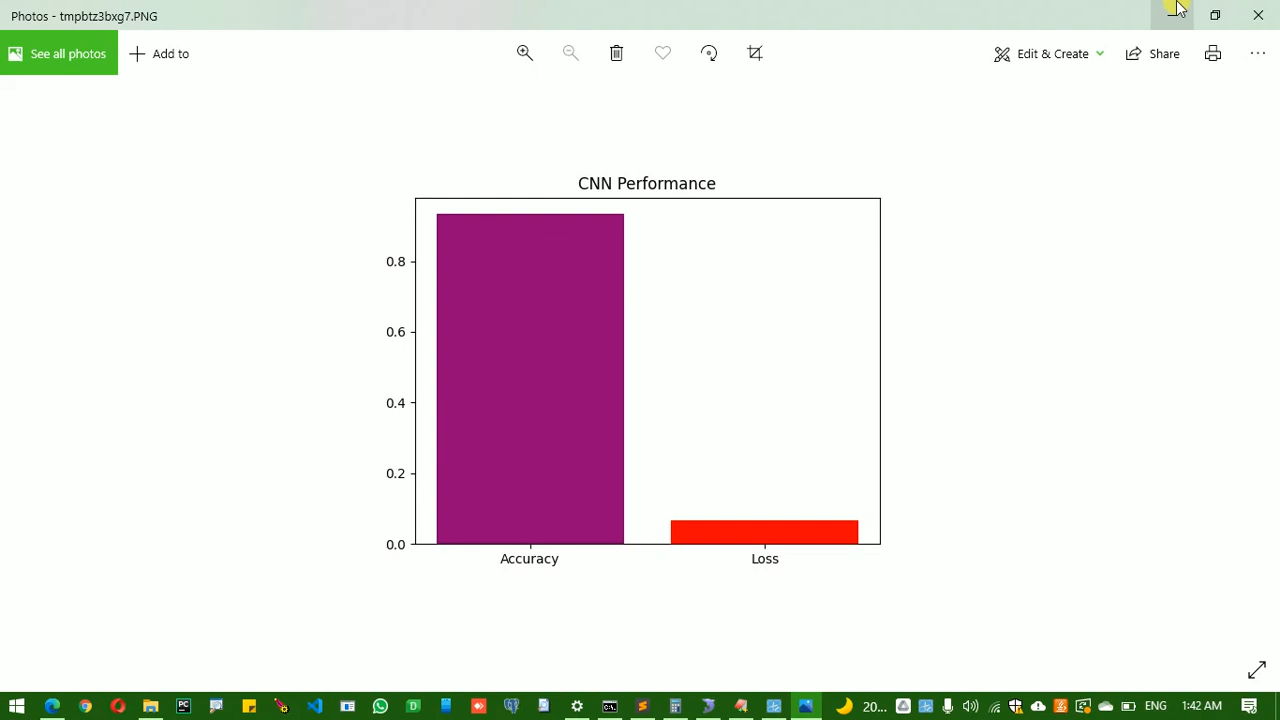 Photos - tmpbtz3bxg7.PNG
See all photos
Add to
Edit & Create
Share
CNN Performance
0.8
0.6
0.4
0.2
0.0
Accuracy
Loss
20...
ENG
1:42 AM